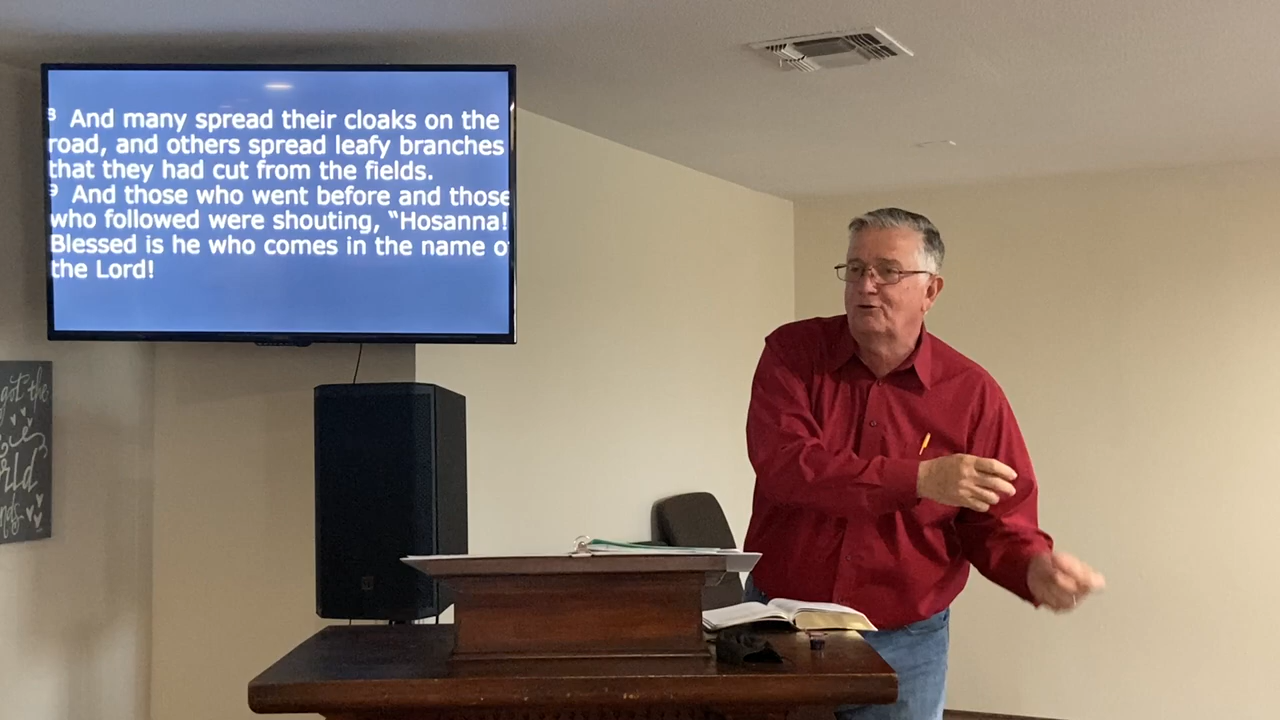 And many spread their cloaks on the
road, and others spread leafy branches
that they had cut from the fields.
9 And those who went before and those
who followed were shouting, “Hosanna!
Blessed is he who comes in the name
the Lord!
got the